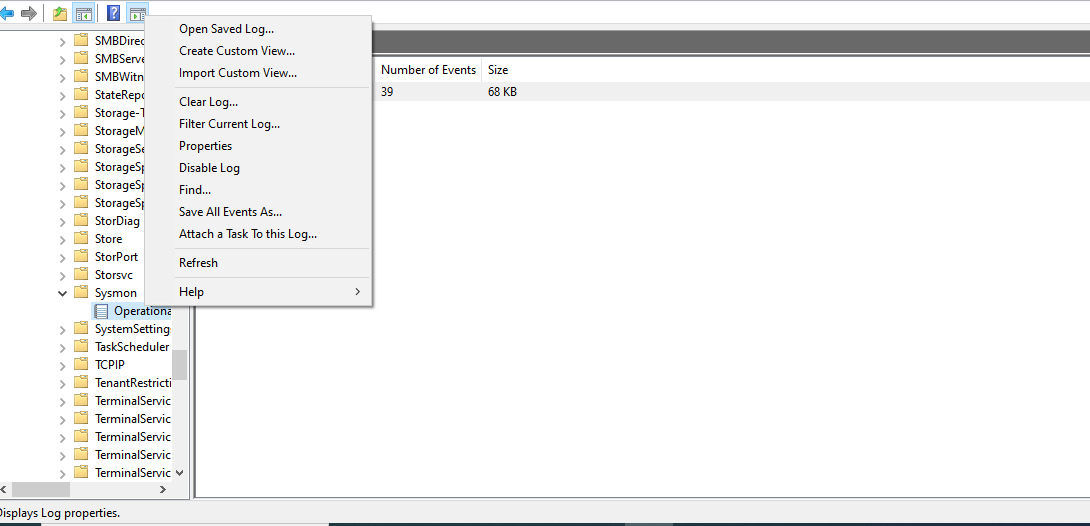 Open Saved Log...
Create Custom View...
Import Custom View...
Clear Log...
Filter Current Log...
Properties
Disable Log
Find...
Save All Events As...
Attach a Task To this Log...
Refresh
Help
Number of Events Size
39 68 KB
SMBDirec
SMBServe
SMBWitn
StateRepo
Storage-T
StorageM
StorageSe
StorageSp
StorageSp
StorageSp
StorDiag
Store
StorPort
Storsvc
Sysmon
Operationa
SystemSetting
TaskScheduler
TCPIP
TenantRestricti
TerminalServic
TerminalServic
TerminalServic
TerminalServic
TerminalServic
Displays Log properties.